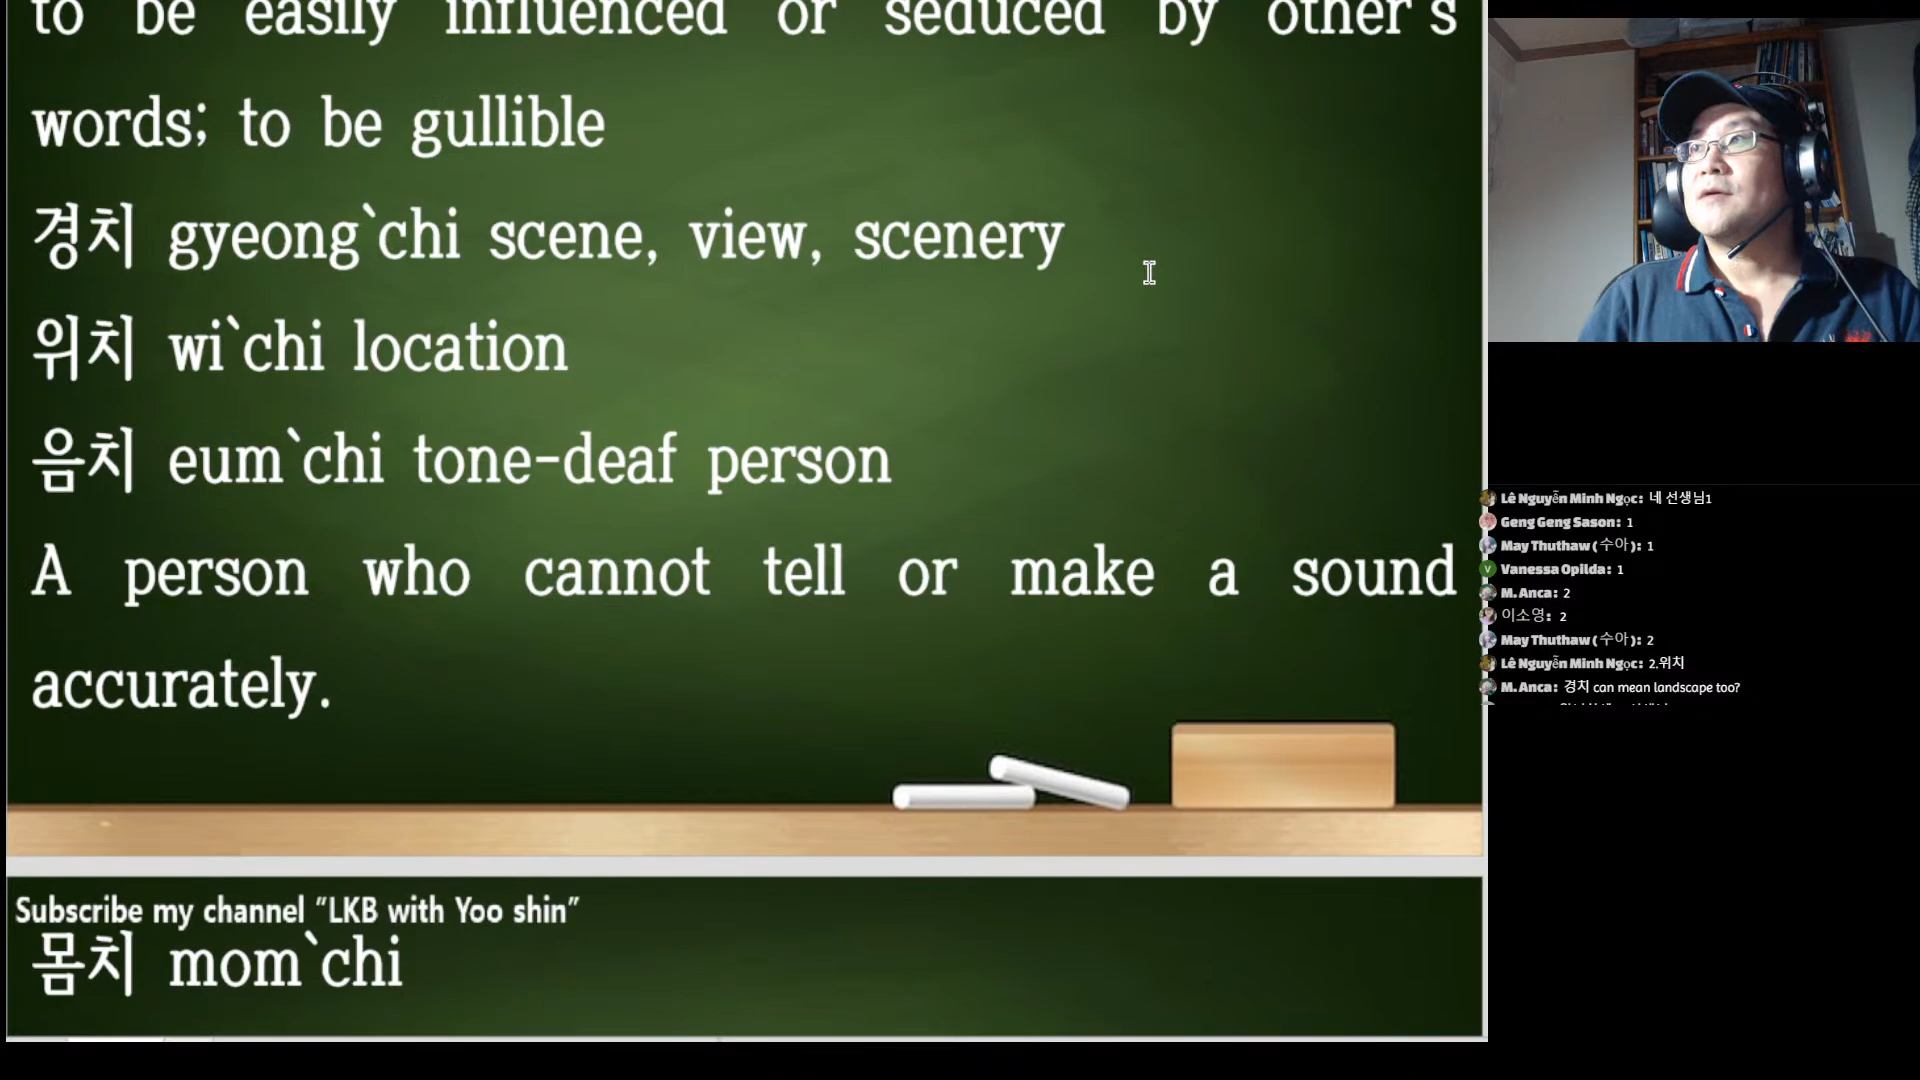 to be easily influenced or seduced by other's
words; to be gullible
경치 gyeong`chi scene, view, scenery
위치 wi`chi location
음치 eum`chi tone-deaf person
A person who cannot tell or make a sound
accurately.
Subscribe my channel “LKB with Yoo shin”
몸치 mom`chi
Lê Nguyễn Minh Ngọc: 네 선생님1
Geng Geng Sason: 1
May Thuthaw (수아): 1
V Vanessa Opilda: 1
M. Anca: 2
이소영: 2
May Thuthaw (수아): 2
Lê Nguyễn Minh Ngọc: 2.위치
M. Anca: 경치 can mean landscape too?